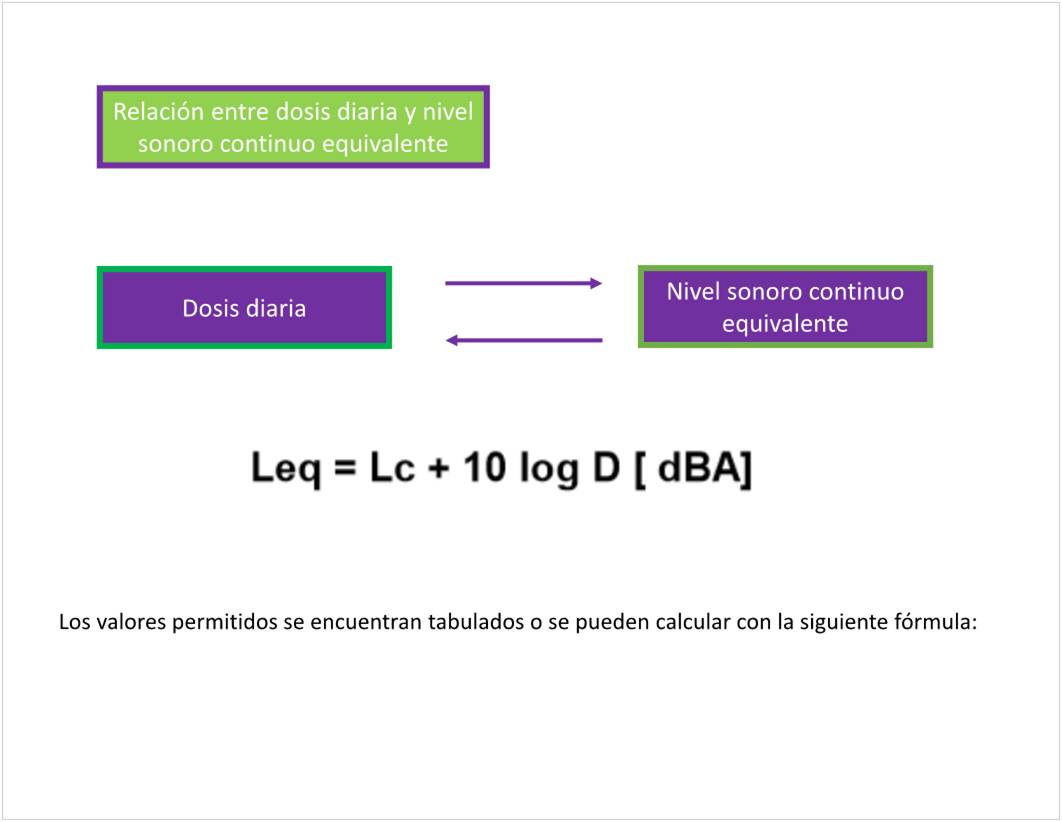 Relación entre dosis diaria y nivel
sonoro continuo equivalente
Dosis diaria
Nivel sonoro continuo
equivalente
Leq = Lc + 10 log D [ dBA]
Los valores permitidos se encuentran tabulados o se pueden calcular con la siguiente fórmula: